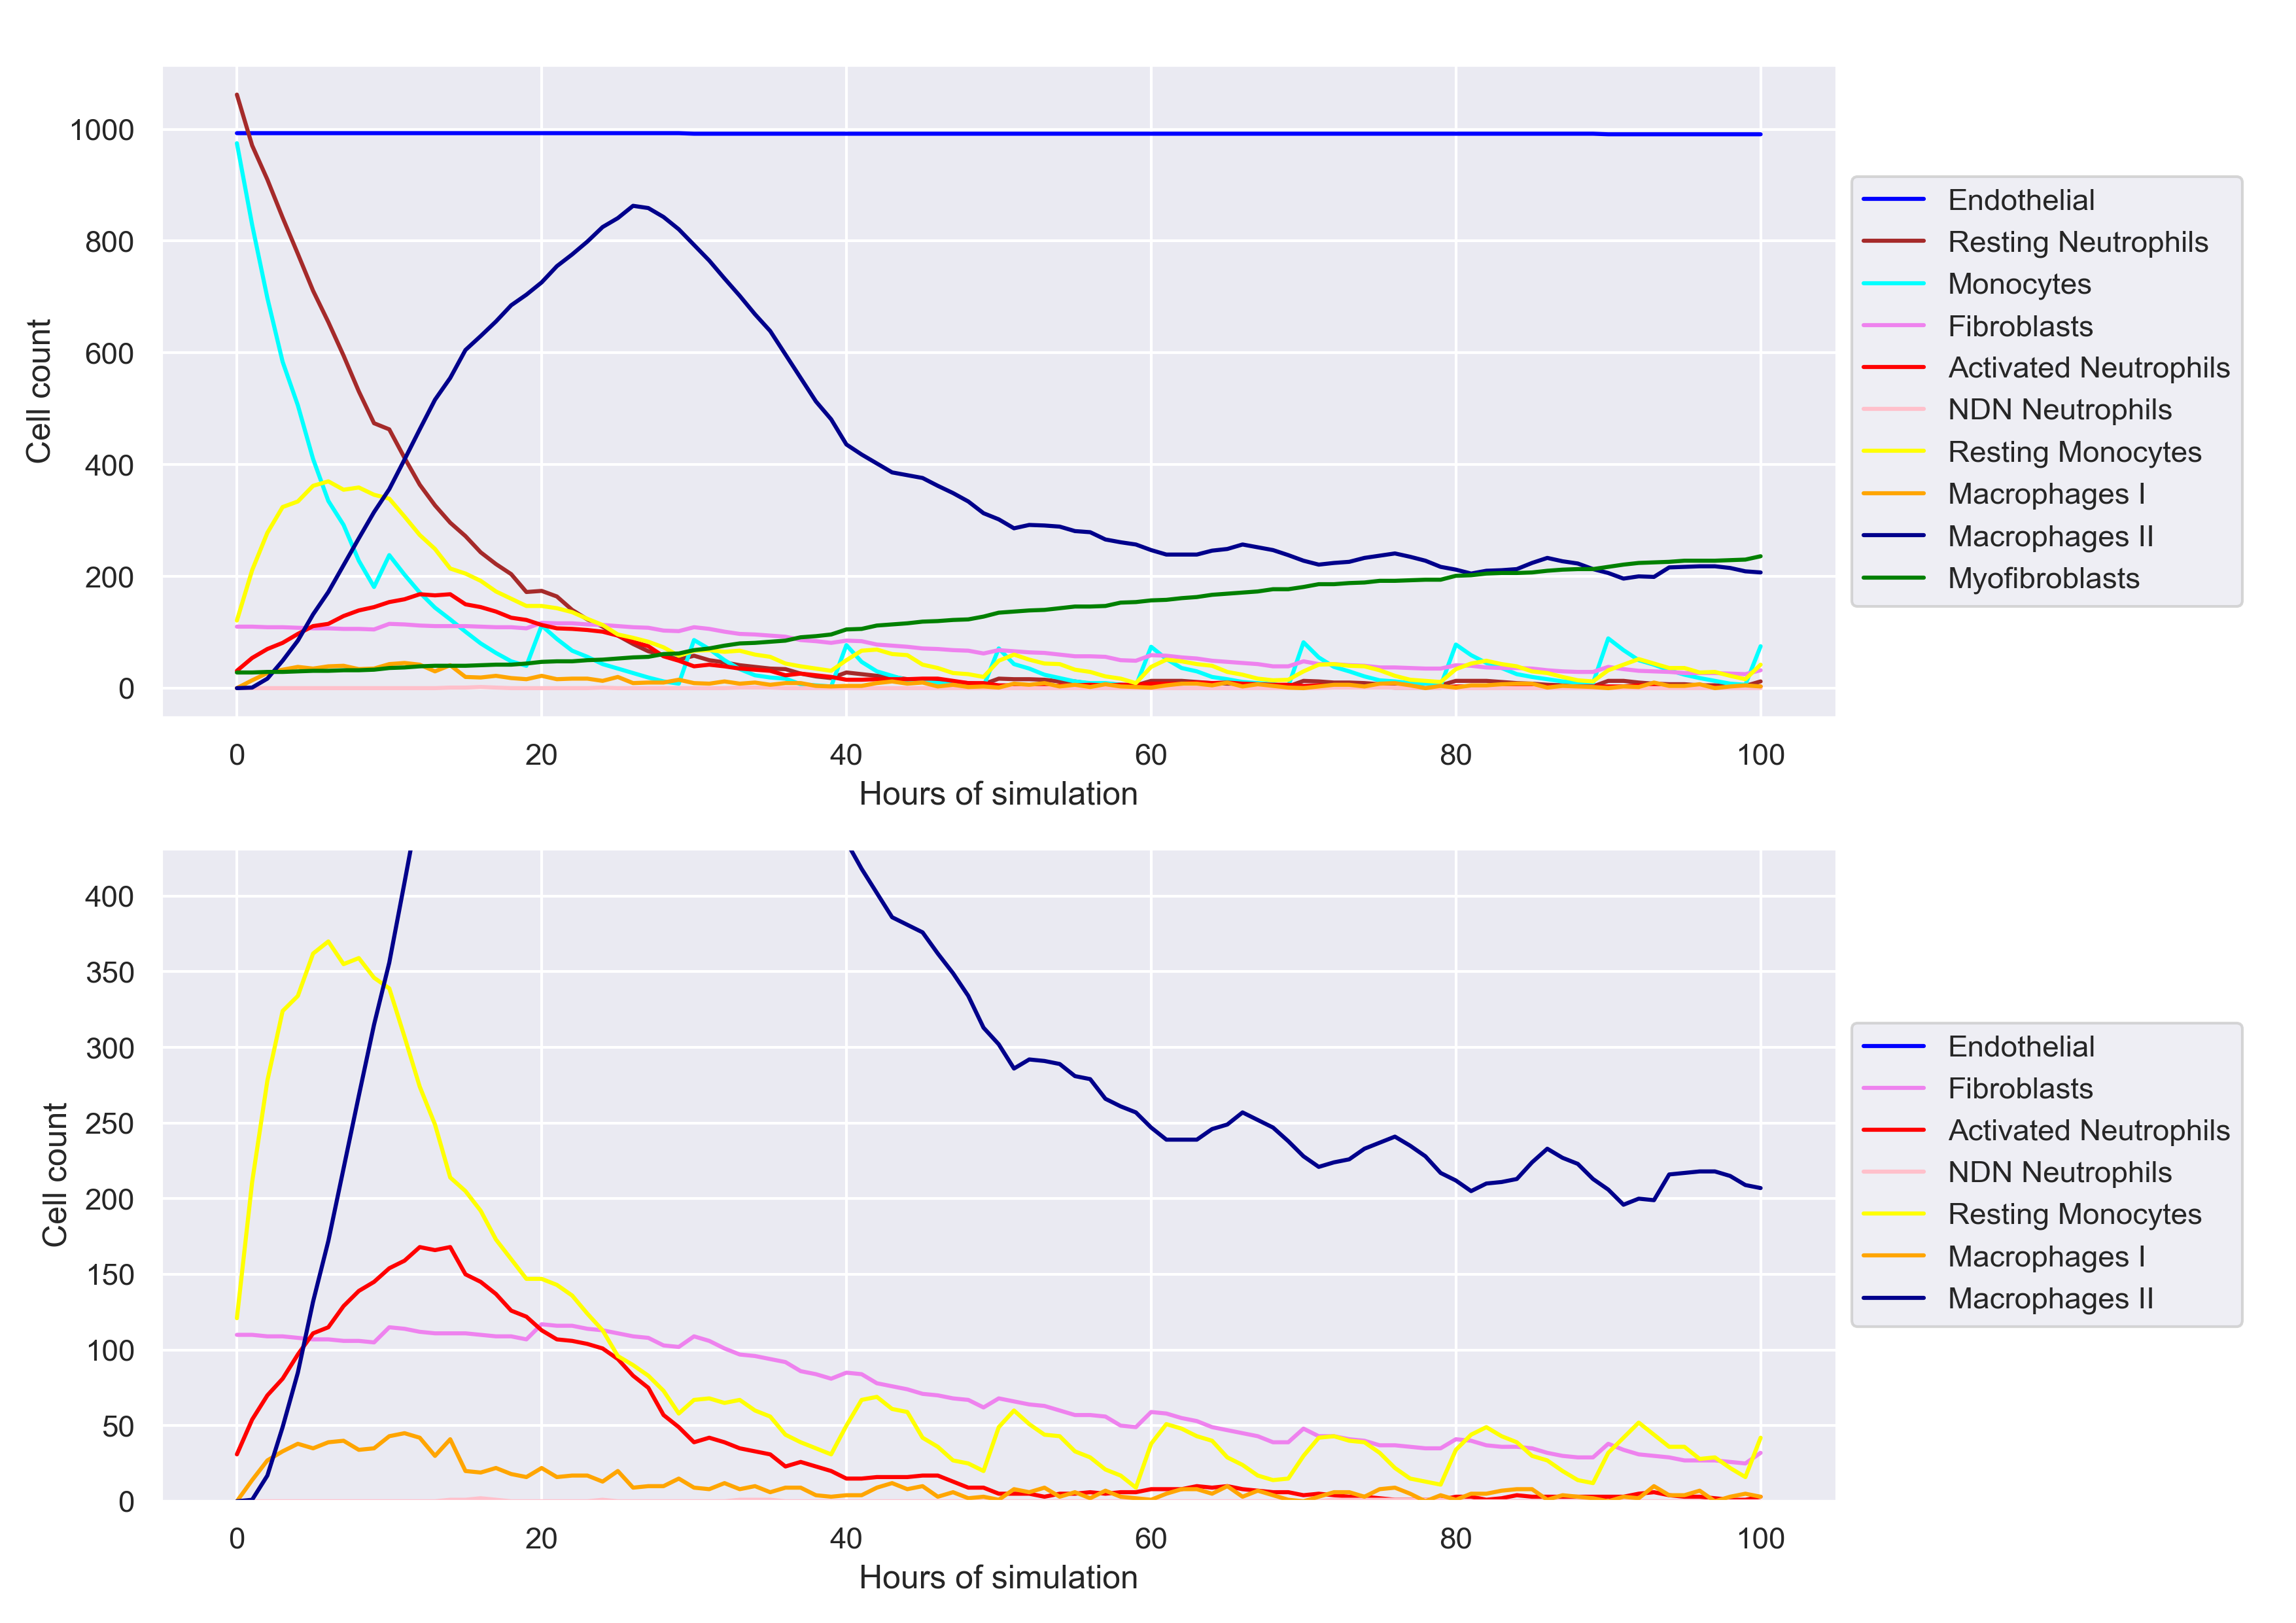 1000
800
600
400
200
0
Cell count
0 20 40 60 80 100
Hours of simulation
Endothelial
Resting Neutrophils
Monocytes
Fibroblasts
Activated Neutrophils
NDN Neutrophils
Resting Monocytes
Macrophages I
Macrophages II
Myofibroblasts
400
350
300
250
200
150
100
50
0
Cell count
0 20 40 60 80 100
Hours of simulation
Endothelial
Fibroblasts
Activated Neutrophils
NDN Neutrophils
Resting Monocytes
Macrophages I
Macrophages II